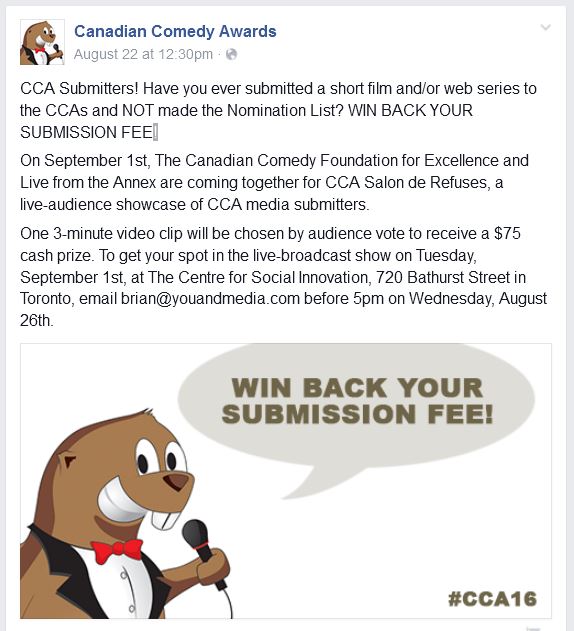 Canadian Comedy Awards
August 22 at 12:30pm ·
CCA Submitters! Have you ever submitted a short film and/or web series to
the CCAs and NOT made the Nomination List? WIN BACK YOUR
SUBMISSION FEE!
On September 1st, The Canadian Comedy Foundation for Excellence and
Live from the Annex are coming together for CCA Salon de Refuses, a
live-audience showcase of CCA media submitters.
One 3-minute video clip will be chosen by audience vote to receive a $75
cash prize. To get your spot in the live-broadcast show on Tuesday,
September 1st, at The Centre for Social Innovation, 720 Bathurst Street in
Toronto, email brian@youandmedia.com before 5pm on Wednesday, August
26th.
WIN BACK YOUR
SUBMISSION FEE!
#CCA16